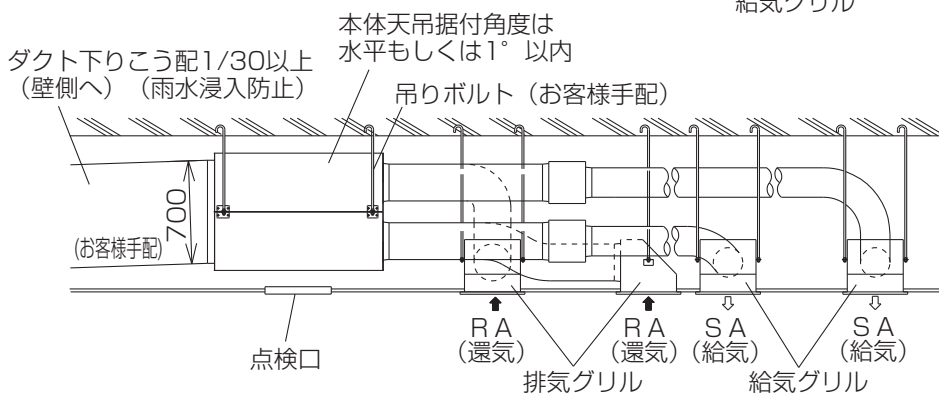 給気グリル
本体天吊据付角度は
水平もしくは1°以内
ダクト下りこう配1/30以上
（壁側へ）（雨水浸入防止）
吊りボルト（お客様手配）
700
(お客様手配)
RA
（還気）
RA
（還気）
SA
（給気）
SA
（給気）
点検口
排気グリル
給気グリル